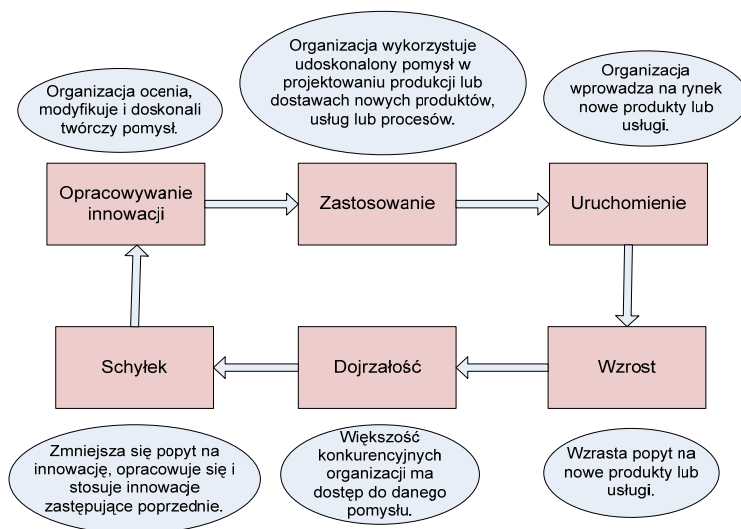 Organizacja ocenia,
modyfikuje i doskonali
twórczy pomysł.
Organizacja wykorzystuje
udoskonalony pomysł w
projektowaniu produkcji lub
dostawach nowych produktów,
usług lub procesów.
Organizacja
wprowadza na rynek
nowe produkty lub
usługi.
Opracowywanie
innowacji
Zastosowanie
Uruchomienie
Schyłek
Dojrzałość
Wzrost
Zmniejsza się popyt na
innowację, opracowuje się i
stosuje innowacje
zastępujące poprzednie.
Większość
konkurencyjnych
organizacji ma
dostęp do danego
pomysłu.
Wzrasta popyt na
nowe produkty lub
usługi.